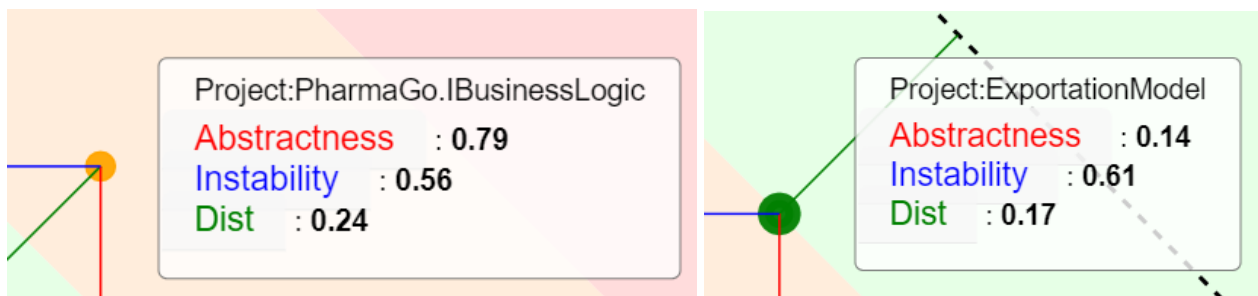 Project:PharmaGo.IBusinessLogic
Abstractness : 0.79
Instability : 0.56
Dist : 0.24
Project:ExportationModel
Abstractness : 0.14
Instability : 0.61
Dist : 0.17